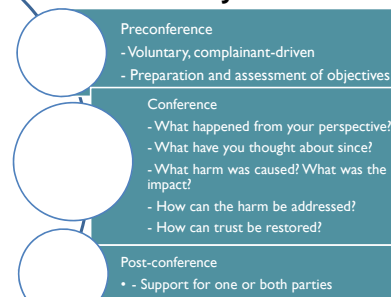 Preconference
- Voluntary, complainant-driven
- Preparation and assessment of objectives
Conference
- What happened from your perspective?
- What have you thought about since?
- What harm was caused? What was the
impact?
- How can the harm be addressed?
- How can trust be restored?
Post-conference
• - Support for one or both parties